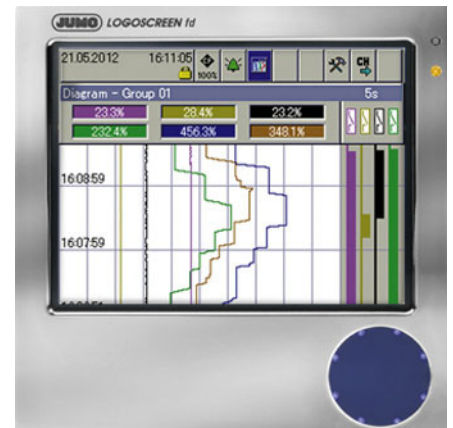 JUMO LOGOSCREEN fd
21.05.2012 16:11:05 100% CH
Diagram - Group 01 5s
23.3% 28.4% 23.2%
232.4% 456.3% 348.1%
16:08:59
16:07:59